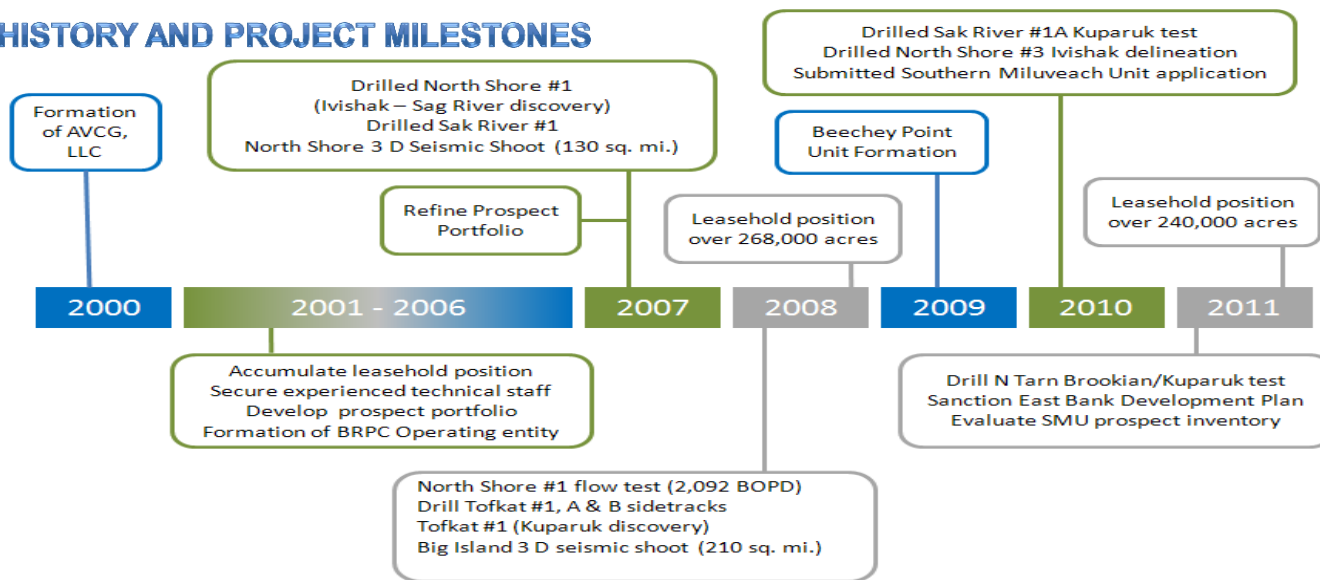 HISTORY AND PROJECT MILESTONES
Formation
of AVCG,
LLC
Drilled North Shore #1
(Ivishak – Sag River discovery)
Drilled Sak River #1
North Shore 3 D Seismic Shoot (130 sq. mi.)
Refine Prospect
Portfolio
Leasehold position
over 268,000 acres
Beechey Point
Unit Formation
Drilled Sak River #1A Kuparuk test
Drilled North Shore #3 Ivishak delineation
Submitted Southern Miluveach Unit application
Leasehold position
over 240,000 acres
2000
2001 - 2006
2007
2008
2009
2010
2011
Accumulate leasehold position
Secure experienced technical staff
Develop prospect portfolio
Formation of BRPC Operating entity
North Shore #1 flow test (2,092 BOPD)
Drill Tofkat #1, A & B sidetracks
Tofkat #1 (Kuparuk discovery)
Big Island 3 D seismic shoot (210 sq. mi.)
Drill N Tarn Brookian/Kuparuk test
Sanction East Bank Development Plan
Evaluate SMU prospect inventory